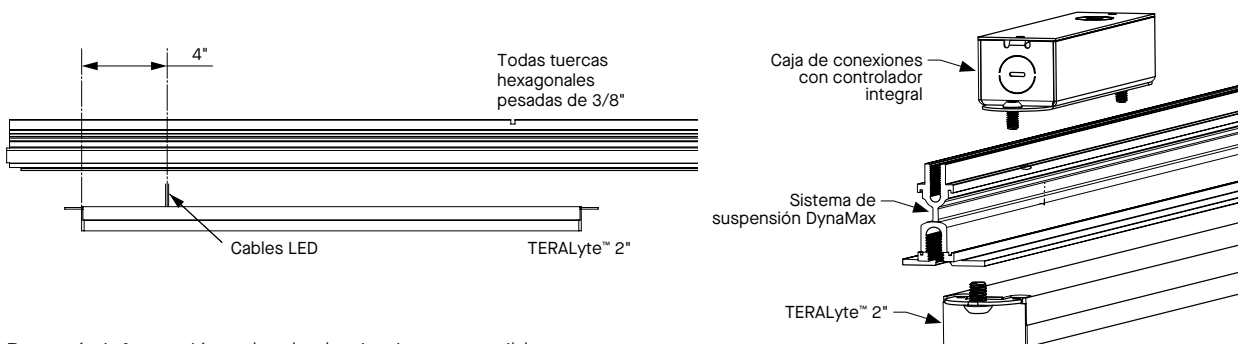 4"
Todas tuercas
hexagonales
pesadas de 3/8"
Cables LED
TERALyte™ 2"
Caja de conexiones
con controlador
integral
Sistema de
suspensión DynaMax
TERALyte™ 2"